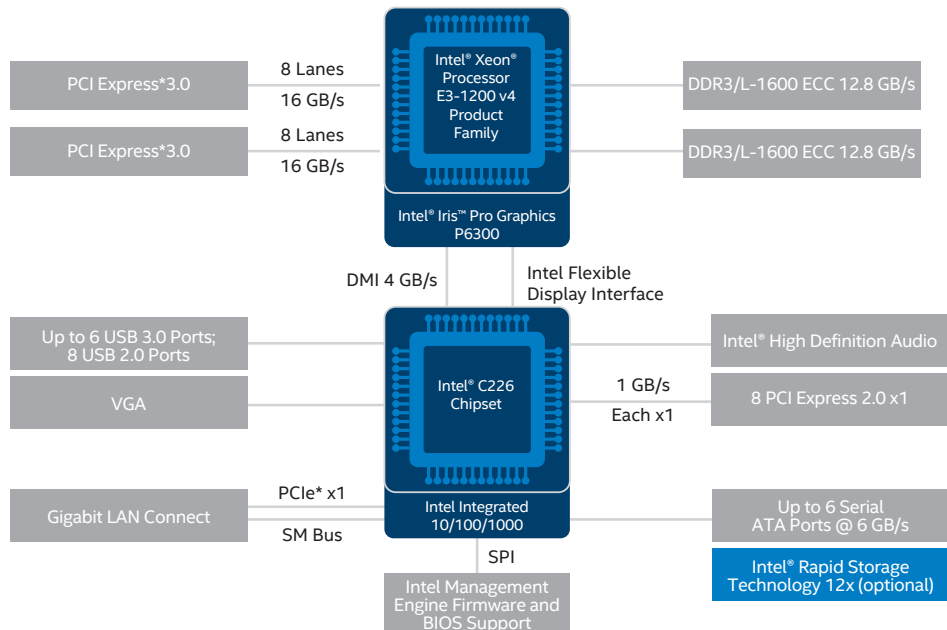 Intel® Xeon®
Processor
E3-1200 v4
Product
Family
PCI Express*3.0
8 Lanes
16 GB/s
DDR3/L-1600 ECC 12.8 GB/s
PCI Express*3.0
8 Lanes
16 GB/s
DDR3/L-1600 ECC 12.8 GB/s
Intel® Iris™ Pro Graphics
P6300
DMI 4 GB/s
Intel Flexible
Display Interface
Up to 6 USB 3.0 Ports;
8 USB 2.0 Ports
Intel® High Definition Audio
VGA
Intel® C226
Chipset
1 GB/s
Each x1
8 PCI Express 2.0 x1
Gigabit LAN Connect
PCIe* x1
SM Bus
Intel Integrated
10/100/1000
Up to 6 Serial
ATA Ports @ 6 GB/s
SPI
Intel® Rapid Storage
Technology 12x (optional)
Intel Management
Engine Firmware and
BIOS Support